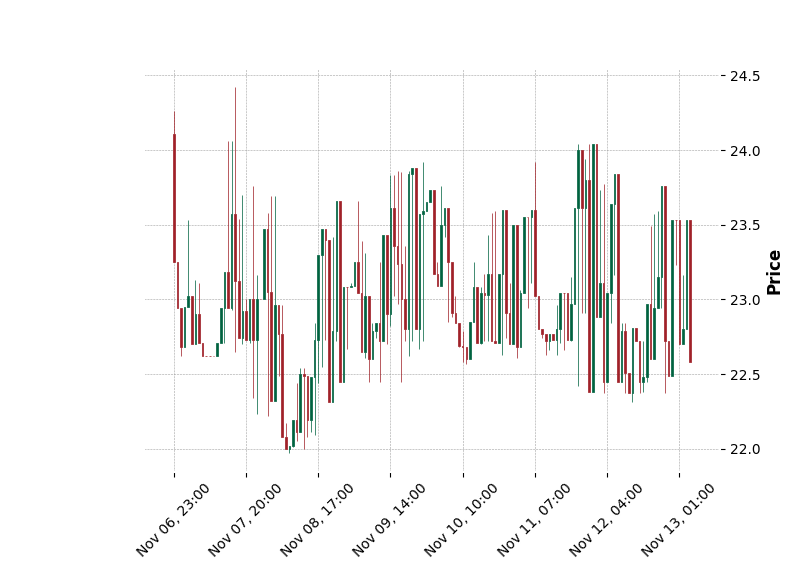 24.5
24.0
23.5
23.0
22.5
22.0
Price
Nov 06, 23:00
Nov 07, 20:00
Nov 08, 17:00
Nov 09, 14:00
Nov 10, 10:00
Nov 11, 07:00
Nov 12, 04:00
Nov 13, 01:00